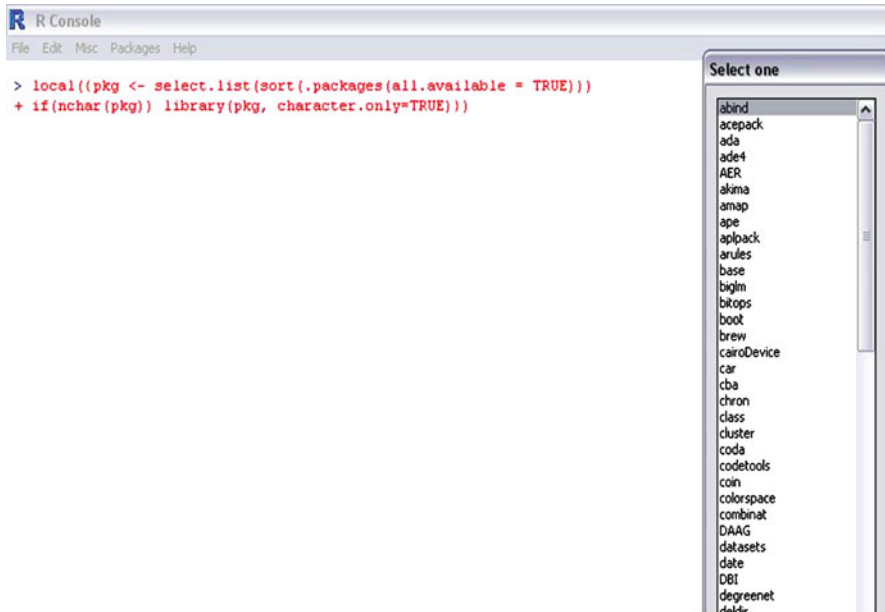 R Console
File Edit Misc Packages Help
> local((pkg <- select.list(sort(.packages(all.available = TRUE)))
+ if(nchar(pkg)) library(pkg, character.only=TRUE)))
Select one
abind
acepack
ada
ade4
AER
akima
amap
ape
aplpack
arules
base
biglm
bitops
boot
brew
cairoDevice
car
cba
chron
class
cluster
coda
codetools
coin
colorspace
combinat
DAAG
datasets
date
DBI
degreenet
deldir